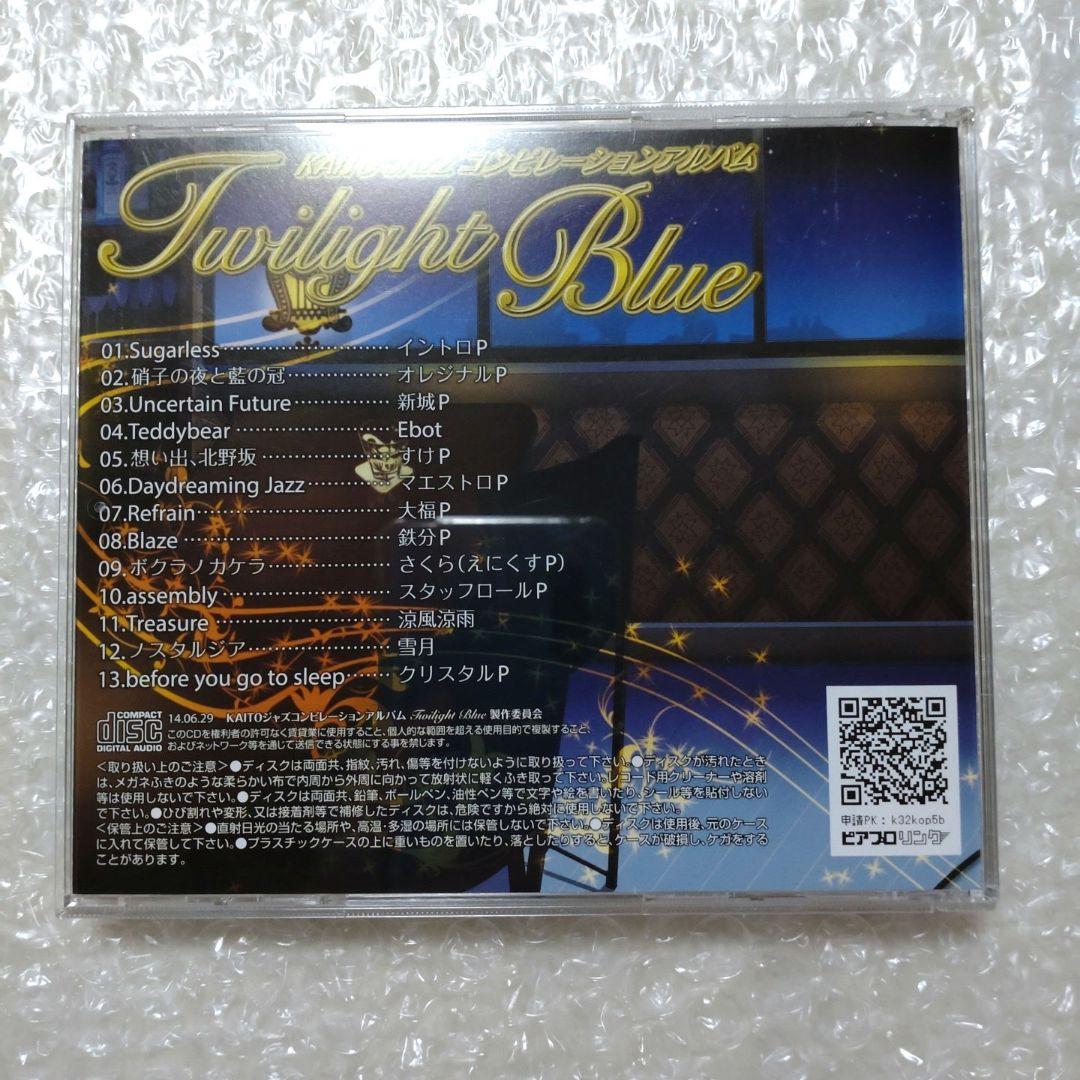 KAITOジャズ コンピレーションアルバム
Twilight Blue
01.Sugarless………………………イントロP
02.硝子の夜と藍の冠………………オレジナルP
03.Uncertain Future………………新城P
04.Teddybear………………………Ebot
05.想い出、北野坂…………………すけP
06.Daydreaming Jazz………………マエストロP
07.Refrain…………………………大福P
08.Blaze……………………………鉄分P
09.ボクラノカケラ…………………さくら(えにくすP)
10.assembly…………………………スタッフロールP
11.Treasure…………………………涼風涼雨
12.ノスタルジア……………………雪月
13.before you go to sleep………クリスタルP
COMPACT disc DIGITAL AUDIO
14.06.29 KAITOジャズコンピレーションアルバム Twilight Blue 製作委員会
このCDを権利者の許可なく賃貸業に使用すること、個人的な範囲を超える使用目的で複製すること、
およびネットワーク等を通じて送信できる状態にする事を禁じます。
<取り扱い上のご注意>●ディスクは両面共、指紋、汚れ、傷等を付けないように取り扱って下さい。●ディスクが汚れたとき
は、メガネふきのような柔らかい布で内周から外周に向かって放射状に軽くふき取って下さい。レコード用クリーナーや溶剤
等は使用しないで下さい。●ディスクは両面共、鉛筆、ボールペン、油性ペン等で文字や絵を書いたり、シール等を貼付しない
で下さい。●ひび割れや変形、又は接着剤等で補修したディスクは、危険ですから絶対に使用しないで下さい。
<保管上のご注意>●直射日光の当たる場所や、高温・多湿の場所には保管しないで下さい。●ディスクは使用後、元のケース
に入れて保管して下さい。●プラスチックケースの上に重いものを置いたり、落としたりすると、ケースが破損し、ケガをする
ことがあります。
申請PK：k32kop5b
ピアプロリンク